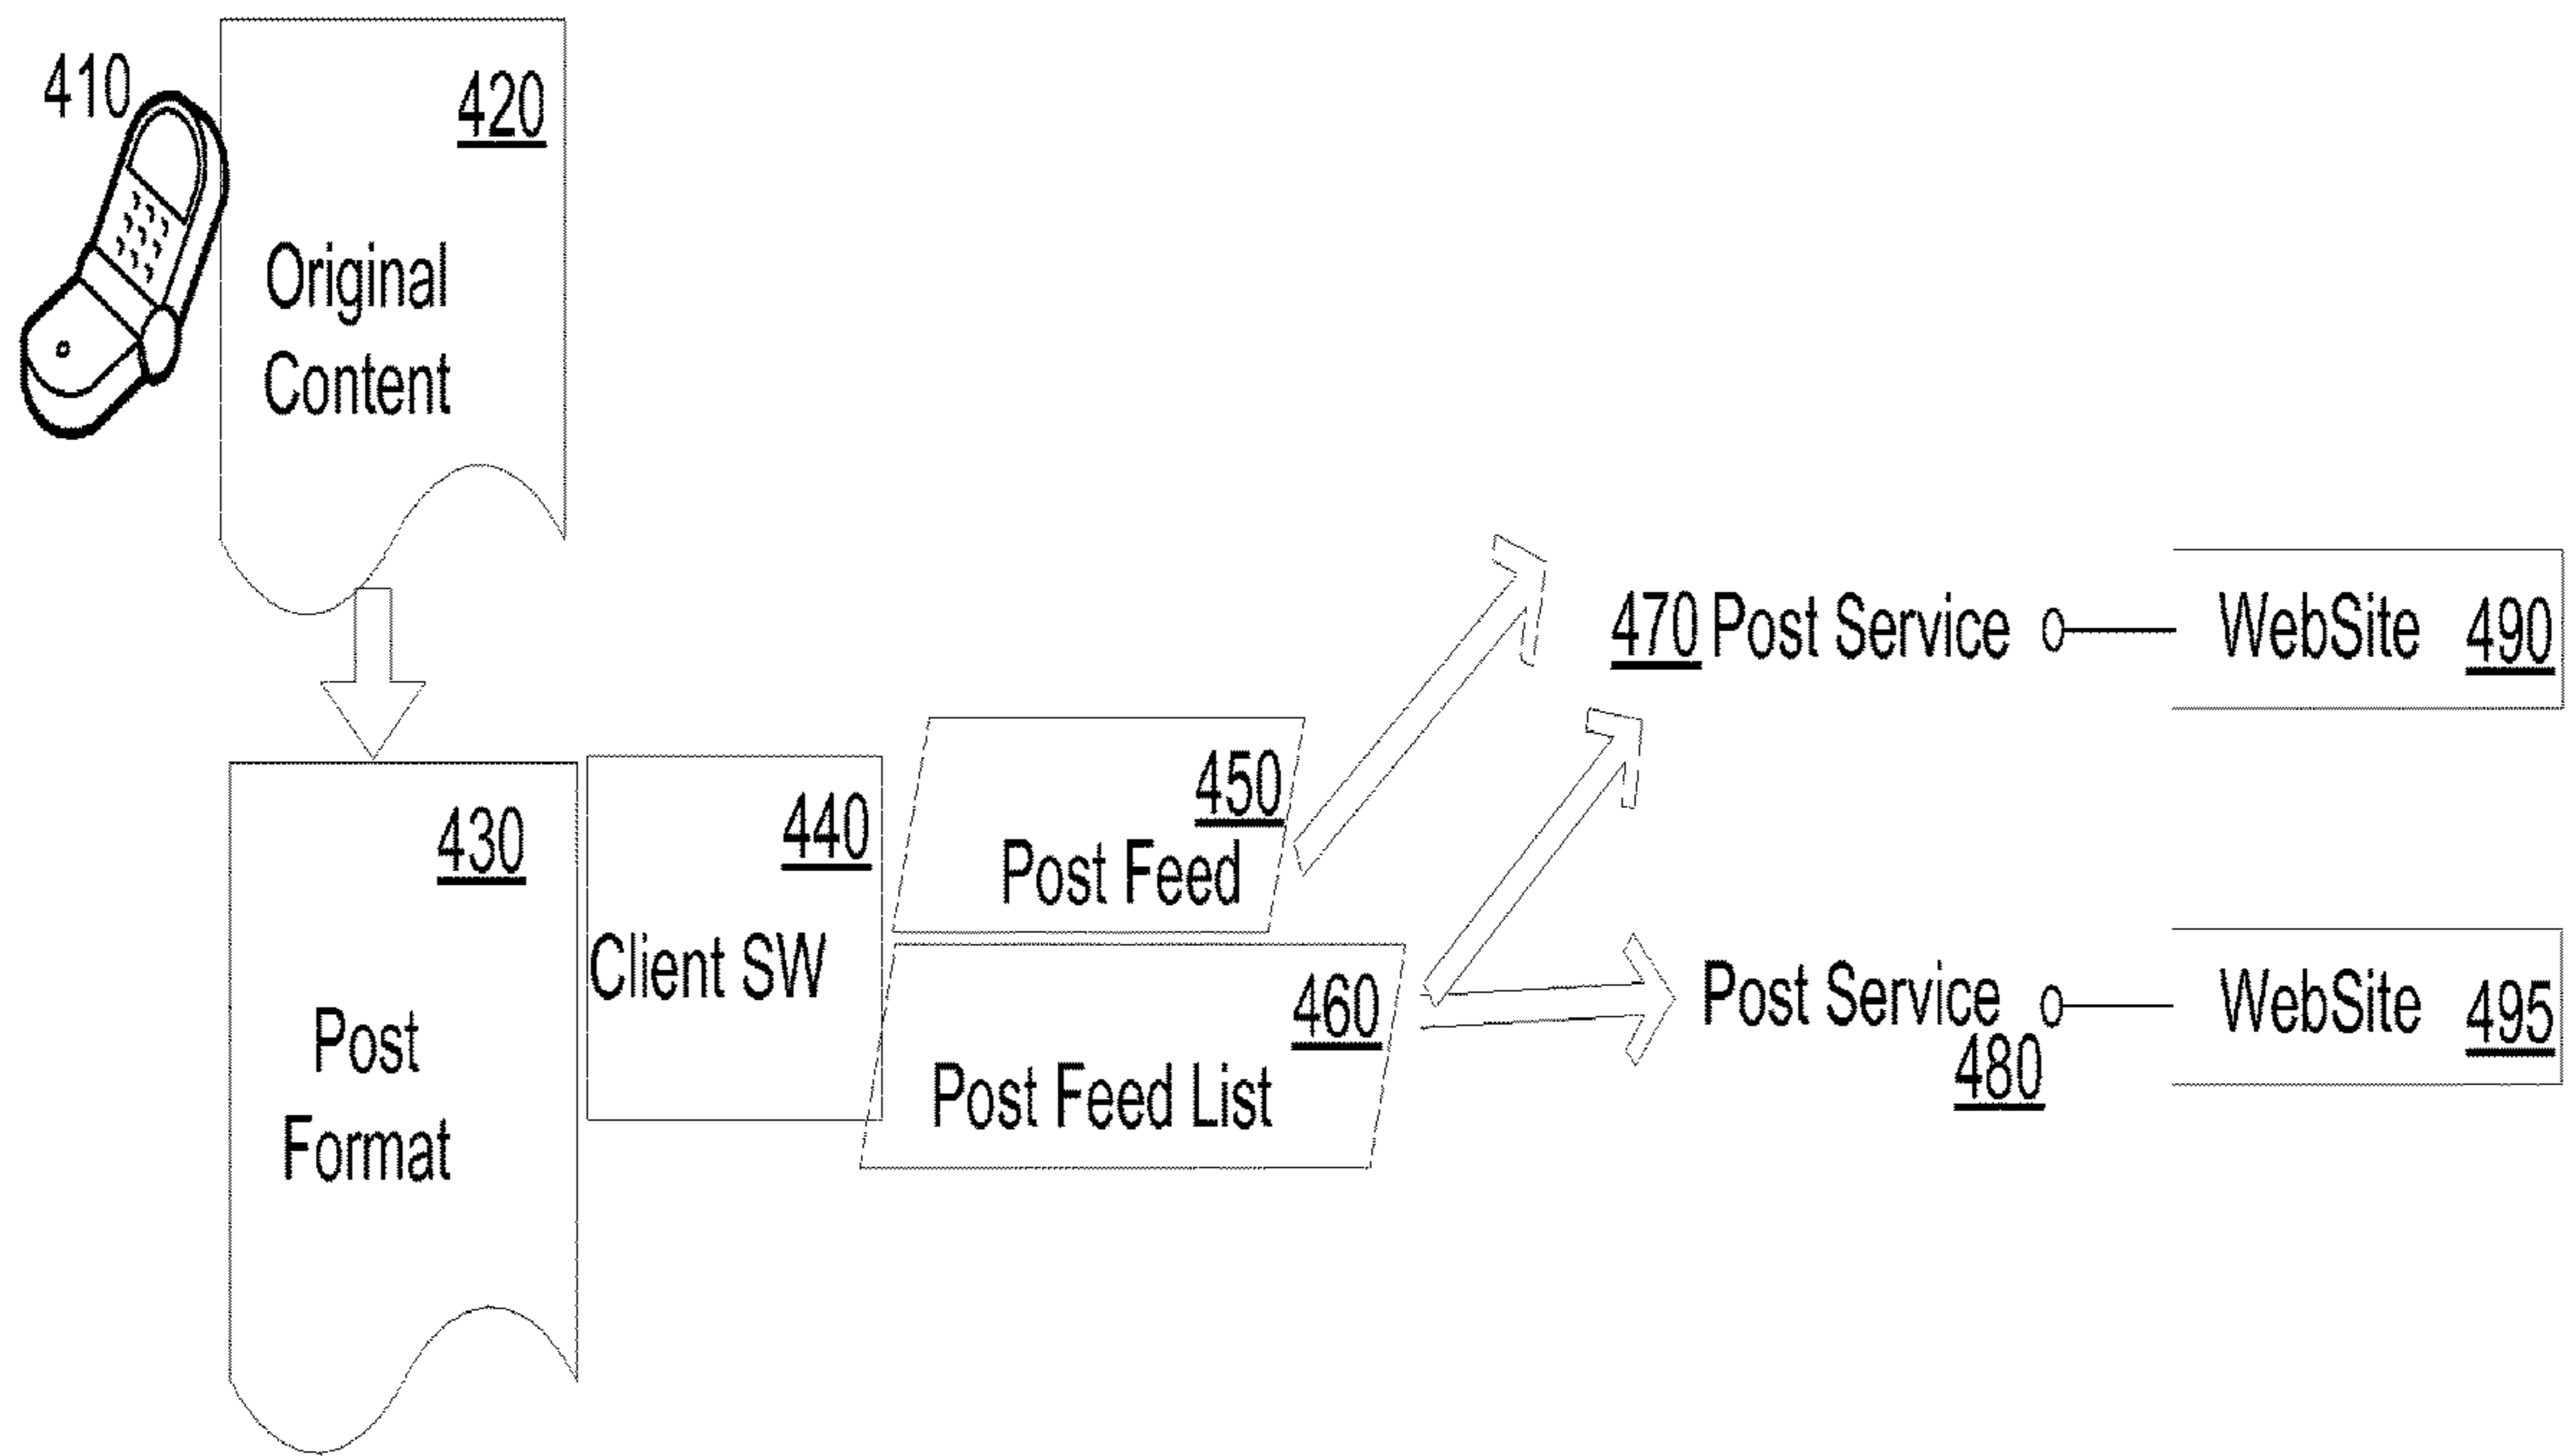 410
420
Original
Content
430
Post
Format
440
Client SW
450
Post Feed
460
Post Feed List
470 Post Service
WebSite 490
Post Service
480
WebSite 495